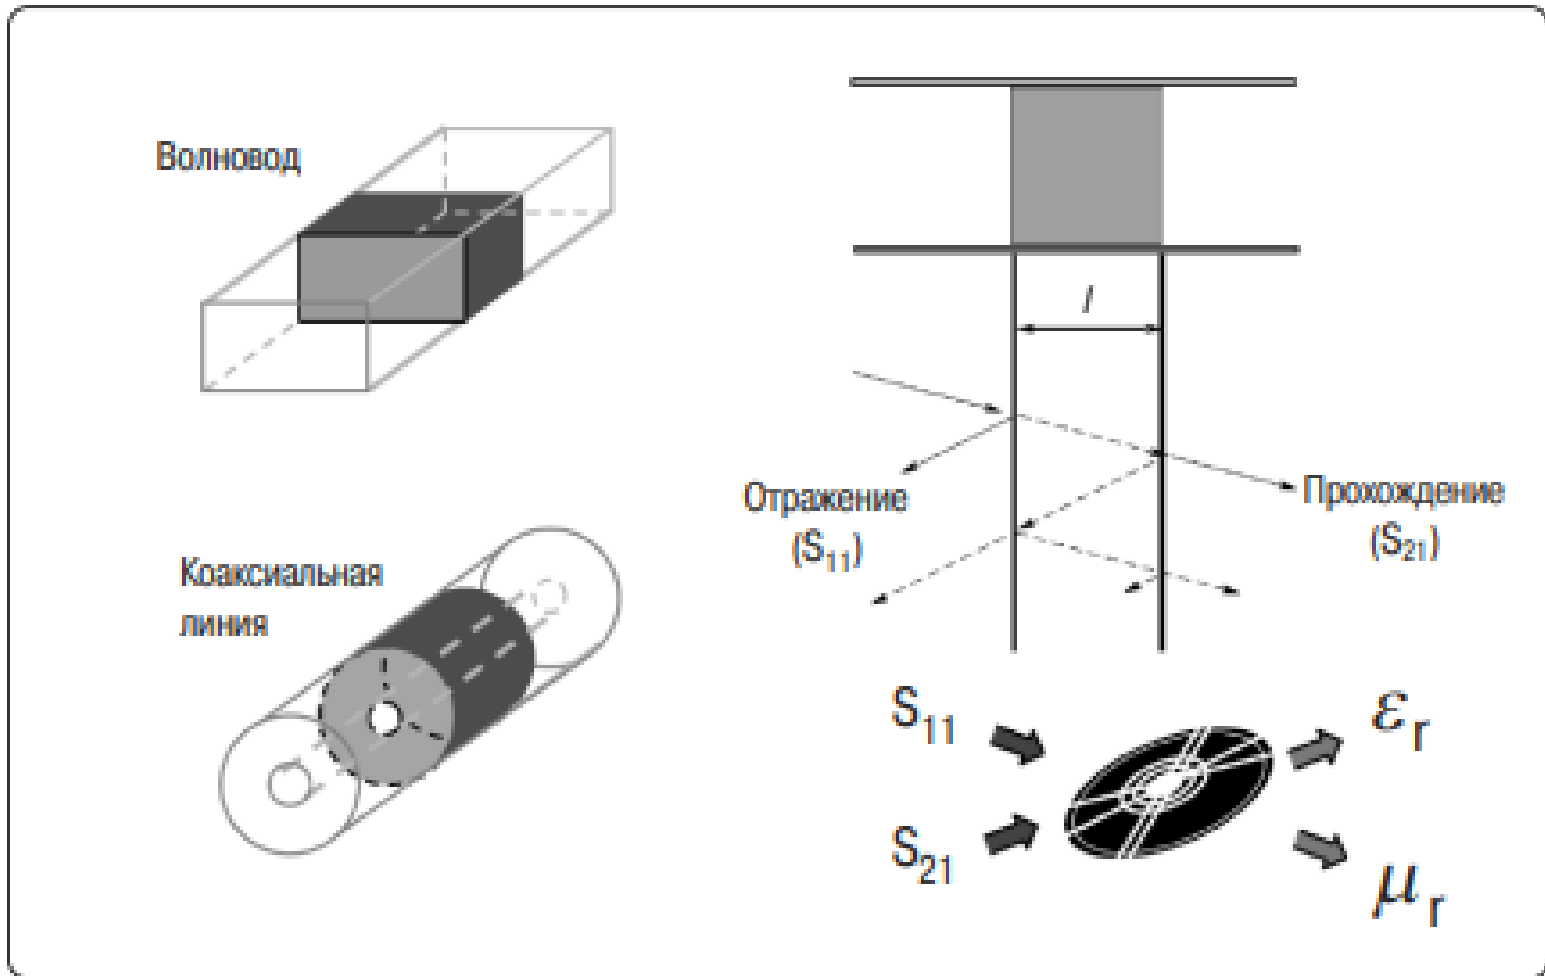 Волновод
l
Отражение
(S11)
Прохождение
(S21)
Коаксиальная
линия
S11
εr
S21
μr